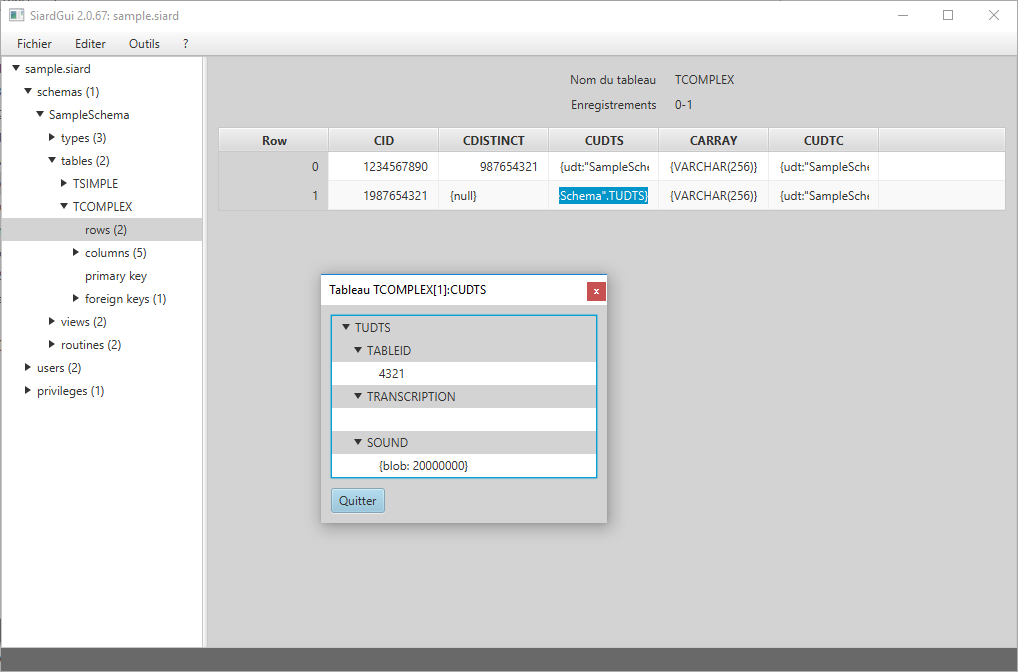 SiardGui 2.0.67: sample.siard
Fichier Editer Outils ?
sample.siard
schemas (1)
SampleSchema
types (3)
tables (2)
TSIMPLE
TCOMPLEX
rows (2)
columns (5)
primary key
foreign keys (1)
views (2)
routines (2)
users (2)
privileges (1)
Nom du tableau TCOMPLEX
Enregistrements 0-1
Row CID CDISTINCT CUDTS CARRAY CUDTC
0 1234567890 987654321 {udt:"SampleSche {VARCHAR(256)} {udt:"SampleSche
1 1987654321 {null} Schema".TUDTS} {VARCHAR(256)} {udt:"SampleSche
Tableau TCOMPLEX[1]:CUDTS x
TUDTS
TABLEID
4321
TRANSCRIPTION
SOUND
{blob: 20000000}
Quitter